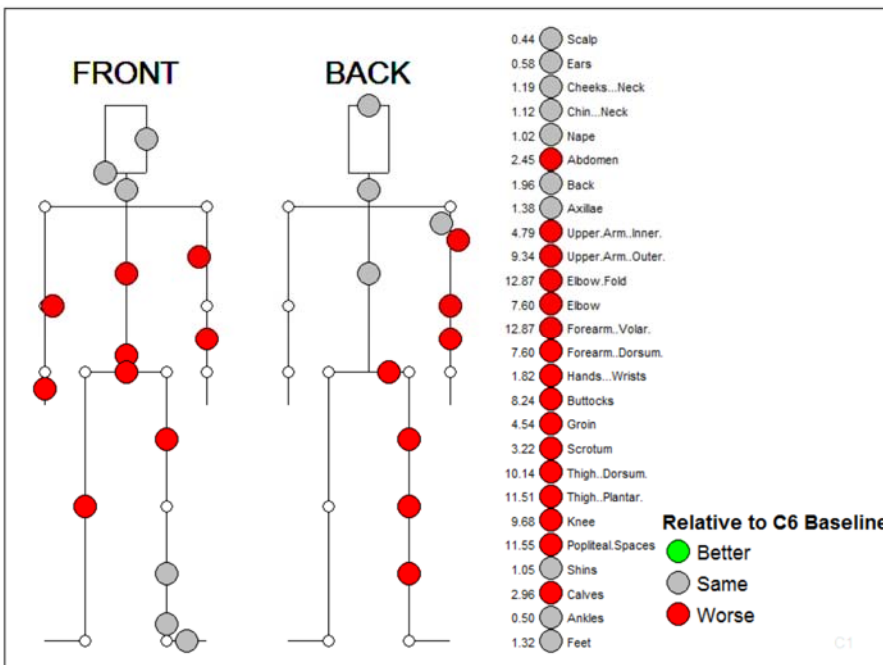 FRONT
BACK
0.44 Scalp
0.58 Ears
1.19 Cheeks...Neck
1.12 Chin...Neck
1.02 Nape
2.45 Abdomen
1.96 Back
1.38 Axillae
4.79 Upper.Arm..Inner.
9.34 Upper.Arm..Outer.
12.87 Elbow.Fold
7.60 Elbow
12.87 Forearm..Volar.
7.60 Forearm..Dorsum.
1.82 Hands...Wrists
8.24 Buttocks
4.54 Groin
3.22 Scrotum
10.14 Thigh..Dorsum.
11.51 Thigh..Plantar.
9.68 Knee
11.55 Popliteal.Spaces
1.05 Shins
2.96 Calves
0.50 Ankles
1.32 Feet
Relative to C6 Baseline
Better
Same
Worse
C1